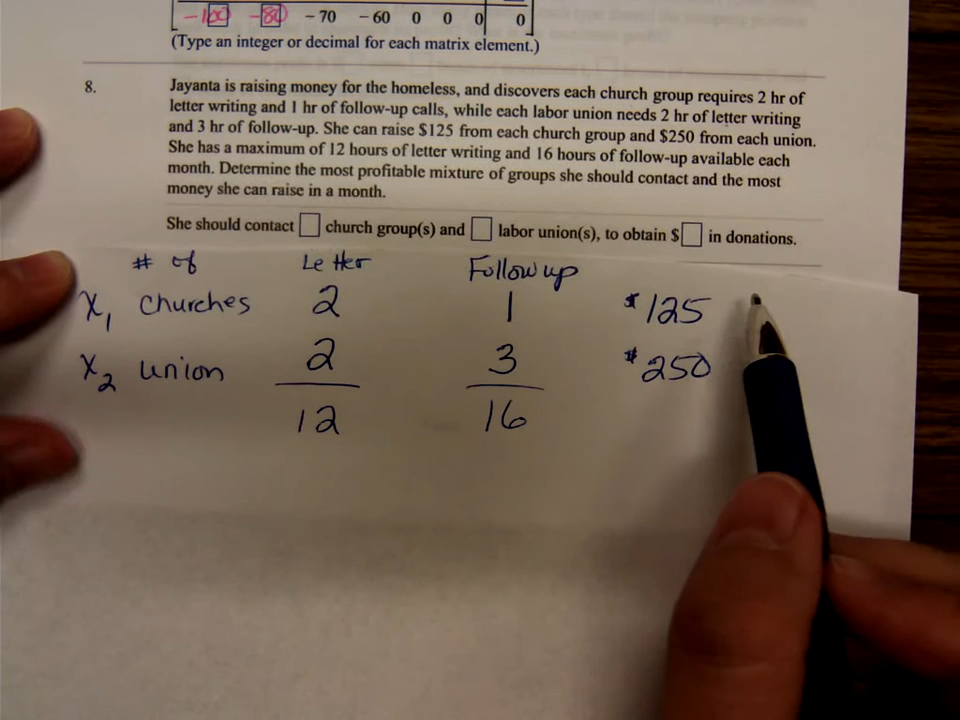 -100 -80 -70 -60 0 0 0 0
(Type an integer or decimal for each matrix element.)
8. Jayanta is raising money for the homeless, and discovers each church group requires 2 hr of
letter writing and 1 hr of follow-up calls, while each labor union needs 2 hr of letter writing
and 3 hr of follow-up. She can raise $125 from each church group and $250 from each union.
She has a maximum of 12 hours of letter writing and 16 hours of follow-up available each
month. Determine the most profitable mixture of groups she should contact and the most
money she can raise in a month.
She should contact church group(s) and labor union(s), to obtain $ in donations.
# of Letter Follow up
x1 churches 2 1 $125
x2 union 2 3 $250
12 16